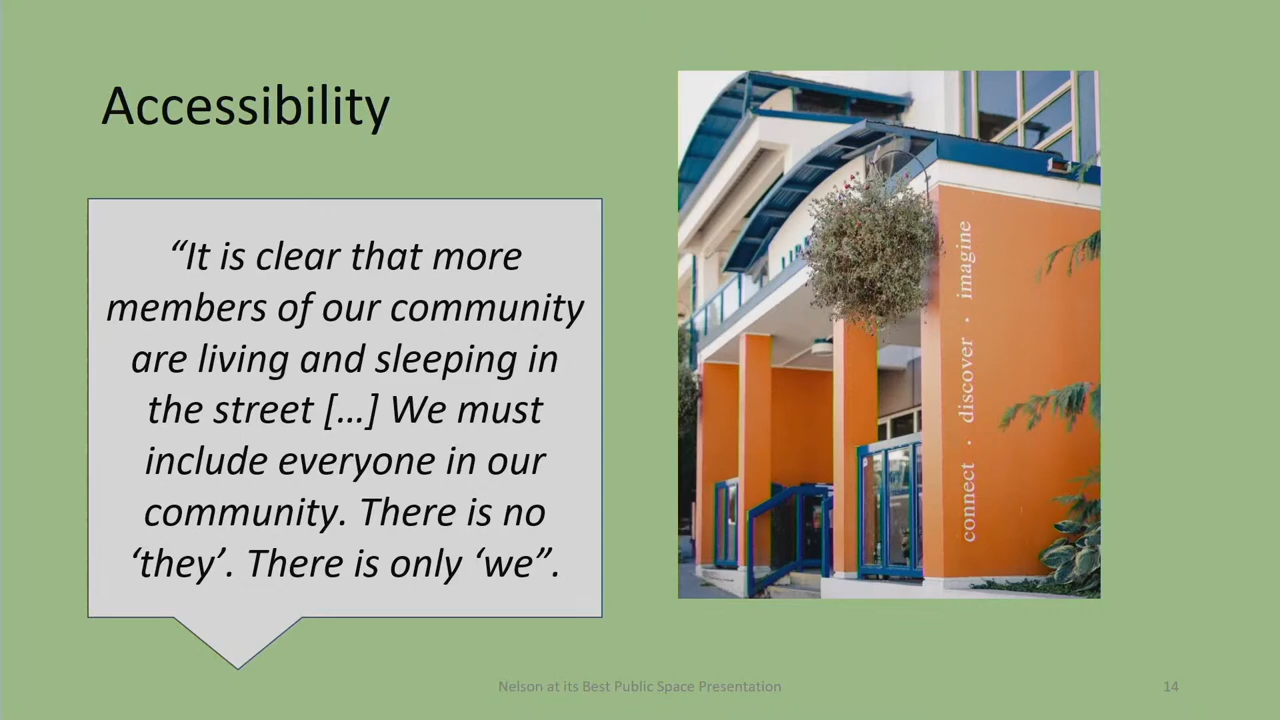 Accessibility
“It is clear that more
members of our community
are living and sleeping in
the street […] We must
include everyone in our
community. There is no
‘they’. There is only ‘we”.
connect · discover · imagine
Nelson at its Best Public Space Presentation
14